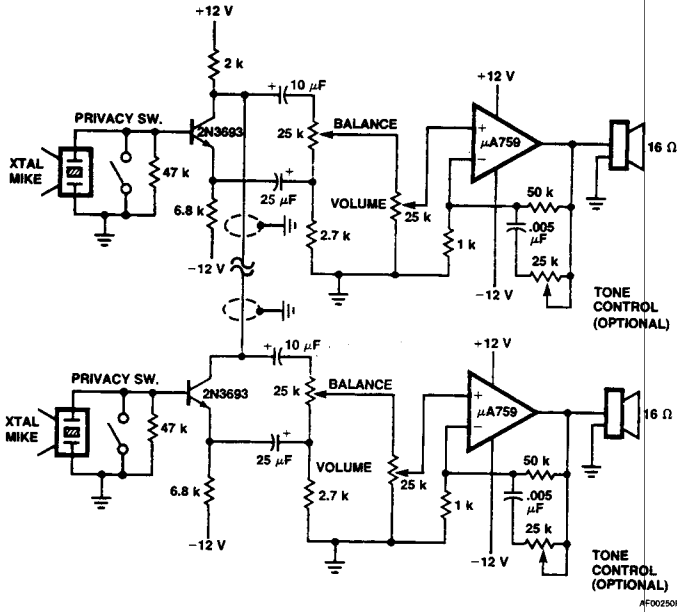 +12 V
2 k
+ 10 µF
+12 V
PRIVACY SW.
2N3693
25 k
BALANCE
+
µA759
−
16 Ω
XTAL
MIKE
47 k
+
25 µF
VOLUME
25 k
50 k
6.8 k
2.7 k
1 k
.005
µF
25 k
−12 V
−12 V
TONE
CONTROL
(OPTIONAL)
+12 V
+ 10 µF
PRIVACY SW.
2N3693
25 k
BALANCE
+
µA759
−
16 Ω
XTAL
MIKE
47 k
+
25 µF
VOLUME
25 k
50 k
6.8 k
2.7 k
1 k
.005
µF
25 k
−12 V
−12 V
TONE
CONTROL
(OPTIONAL)